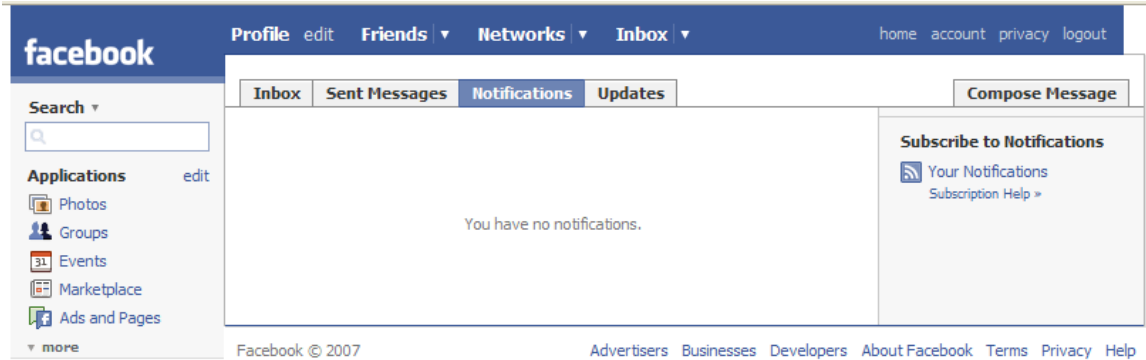 facebook
Profile edit Friends ▼ Networks ▼ Inbox ▼
home account privacy logout
Search ▼
Applications edit
Photos
Groups
31 Events
Marketplace
Ads and Pages
▼ more
Inbox Sent Messages Notifications Updates
Compose Message
You have no notifications.
Subscribe to Notifications
Your Notifications
Subscription Help »
Facebook © 2007
Advertisers Businesses Developers About Facebook Terms Privacy Help